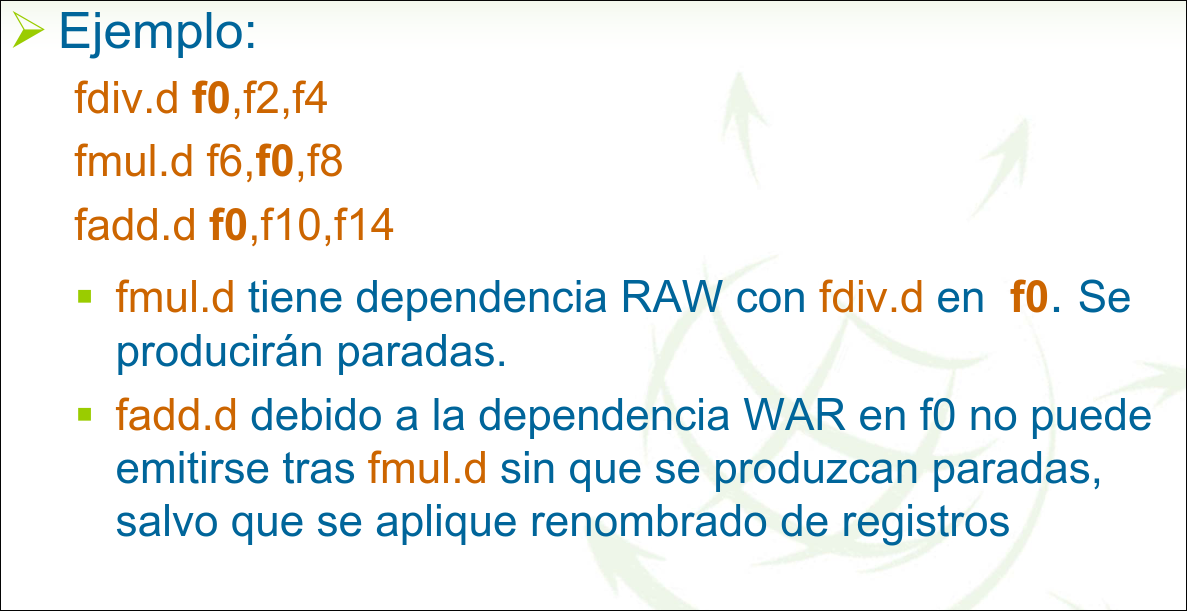 Ejemplo:
fdiv.d f0,f2,f4
fmul.d f6,f0,f8
fadd.d f0,f10,f14
fmul.d tiene dependencia RAW con fdiv.d en f0. Se
producirán paradas.
fadd.d debido a la dependencia WAR en f0 no puede
emitirse tras fmul.d sin que se produzcan paradas,
salvo que se aplique renombrado de registros